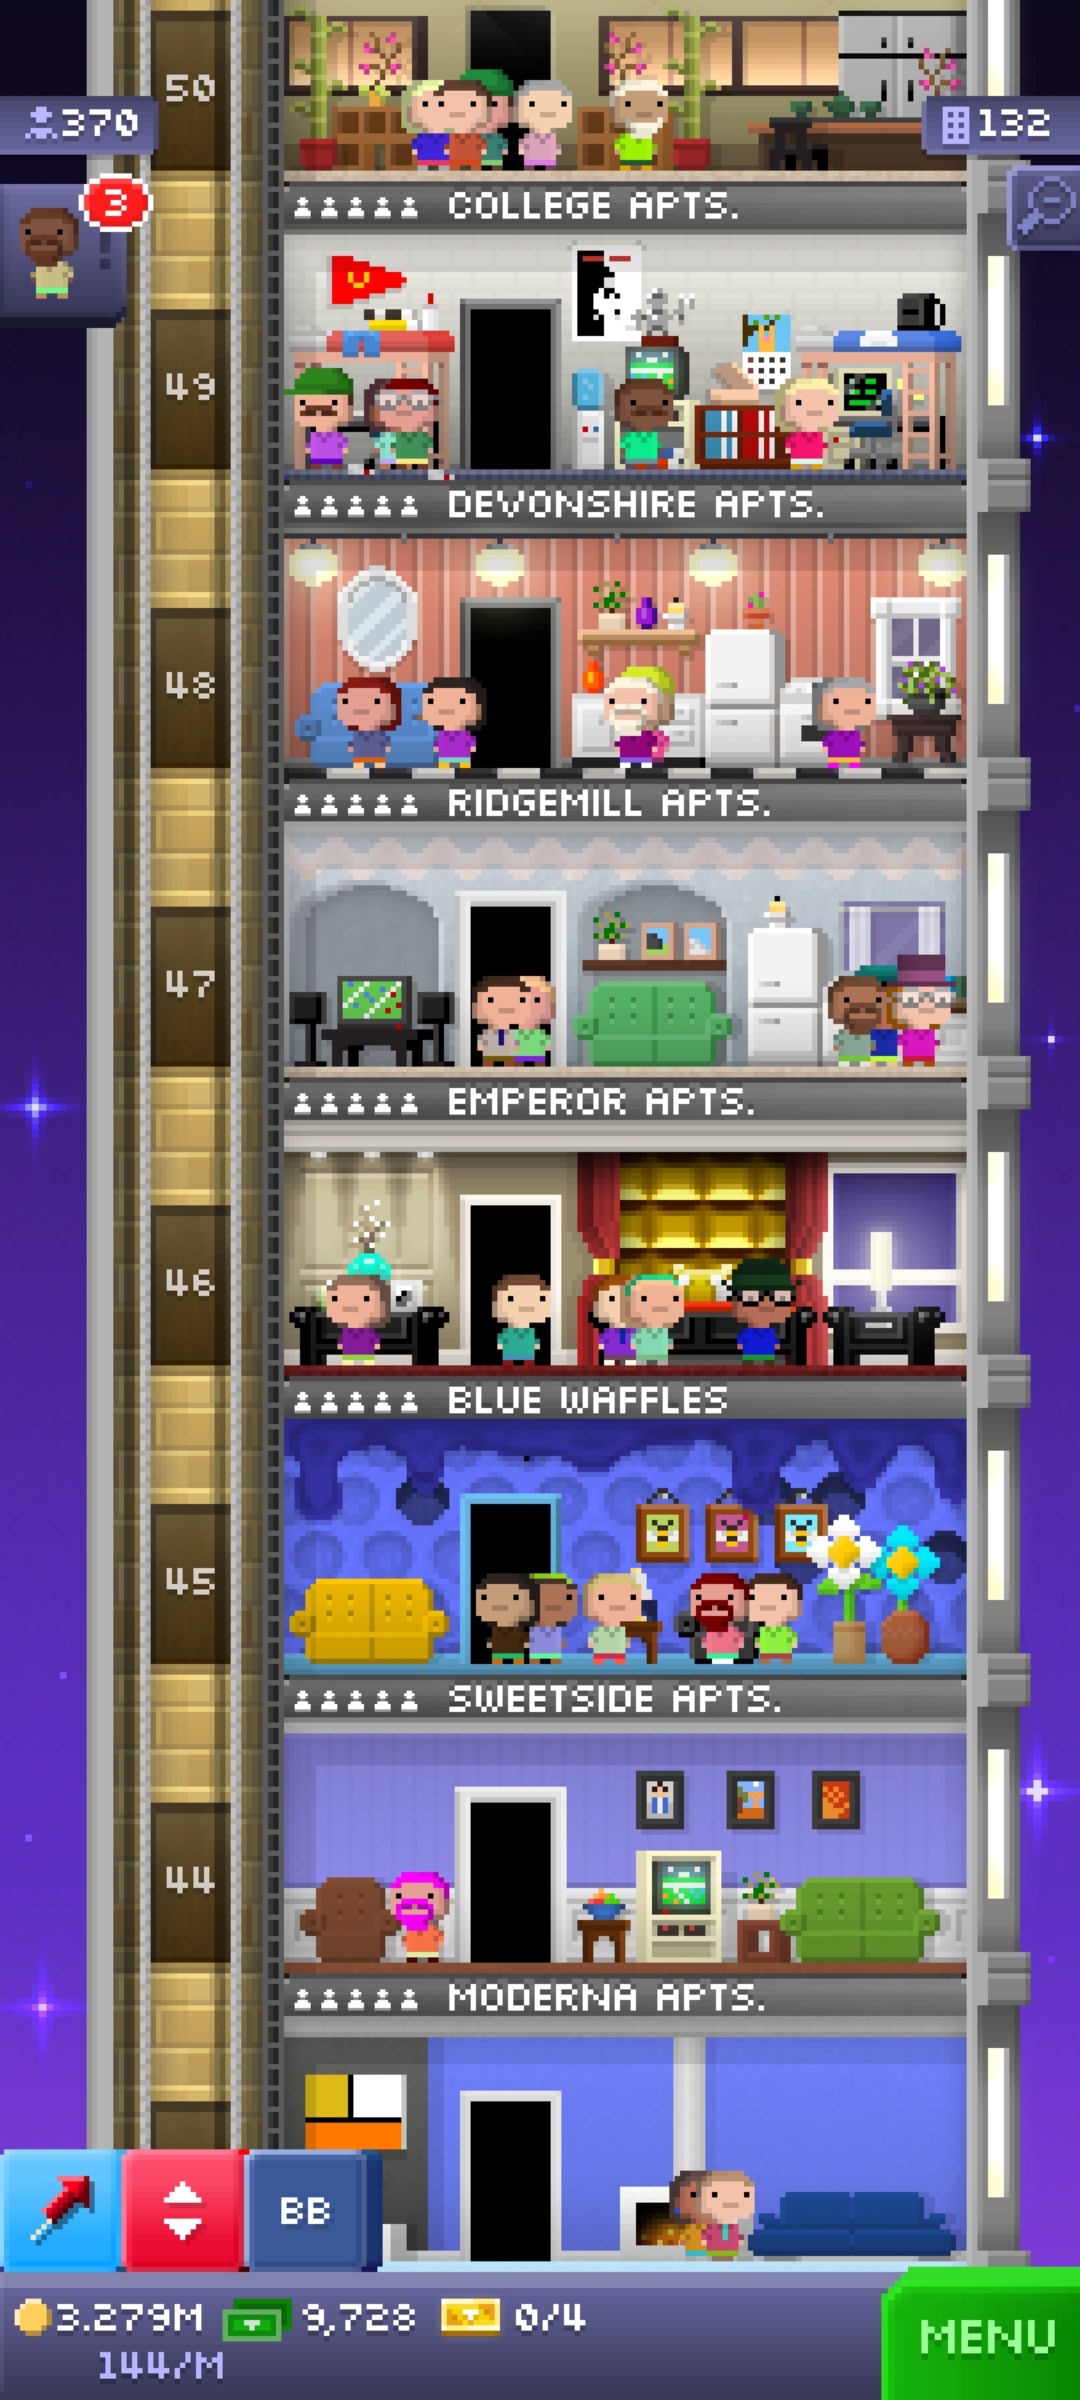 50
370
132
3
COLLEGE APTS.
49
DEVONSHIRE APTS.
48
RIDGEMILL APTS.
47
EMPEROR APTS.
46
BLUE WAFFLES
45
SWEETSIDE APTS.
44
MODERNA APTS.
BB
3.279M 9,728 0/4
144/M
MENU